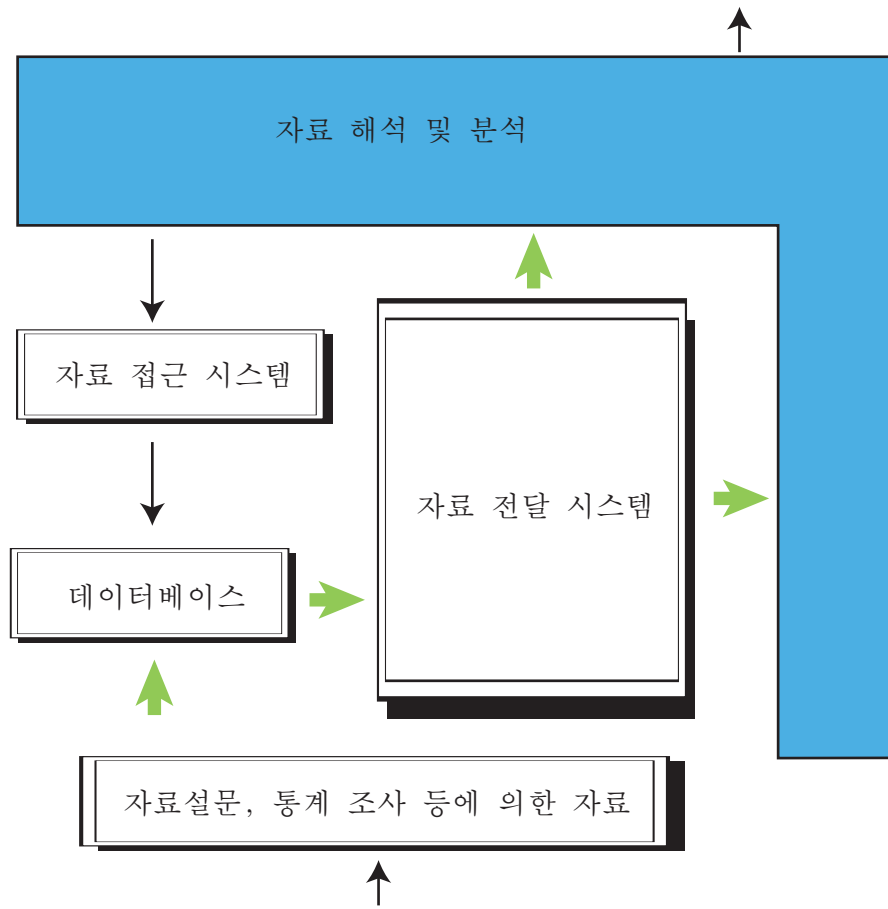 자료 해석 및 분석
자료 접근 시스템
자료 전달 시스템
데이터베이스
자료설문, 통계 조사 등에 의한 자료